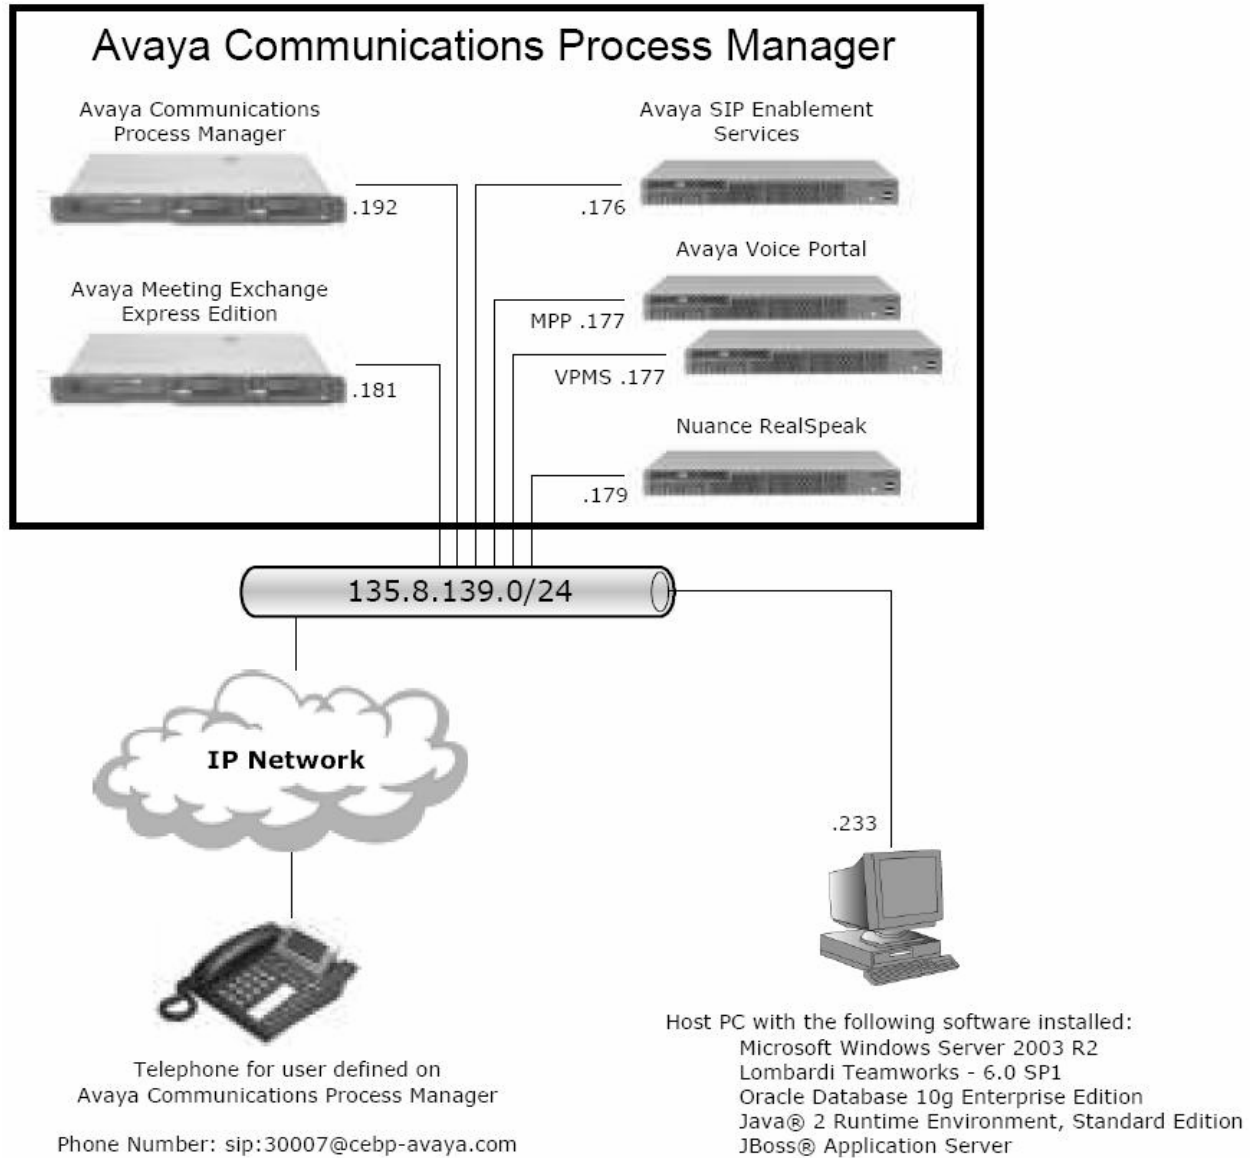 Avaya Communications Process Manager
Avaya Communications
Process Manager
.192
Avaya SIP Enablement
Services
.176
Avaya Voice Portal
MPP .177
VPMS .177
Avaya Meeting Exchange
Express Edition
.181
Nuance RealSpeak
.179
135.8.139.0/24
IP Network
.233
Telephone for user defined on
Avaya Communications Process Manager
Phone Number: sip:30007@cebp-avaya.com
Host PC with the following software installed:
Microsoft Windows Server 2003 R2
Lombardi Teamworks - 6.0 SP1
Oracle Database 10g Enterprise Edition
Java® 2 Runtime Environment, Standard Edition
JBoss® Application Server